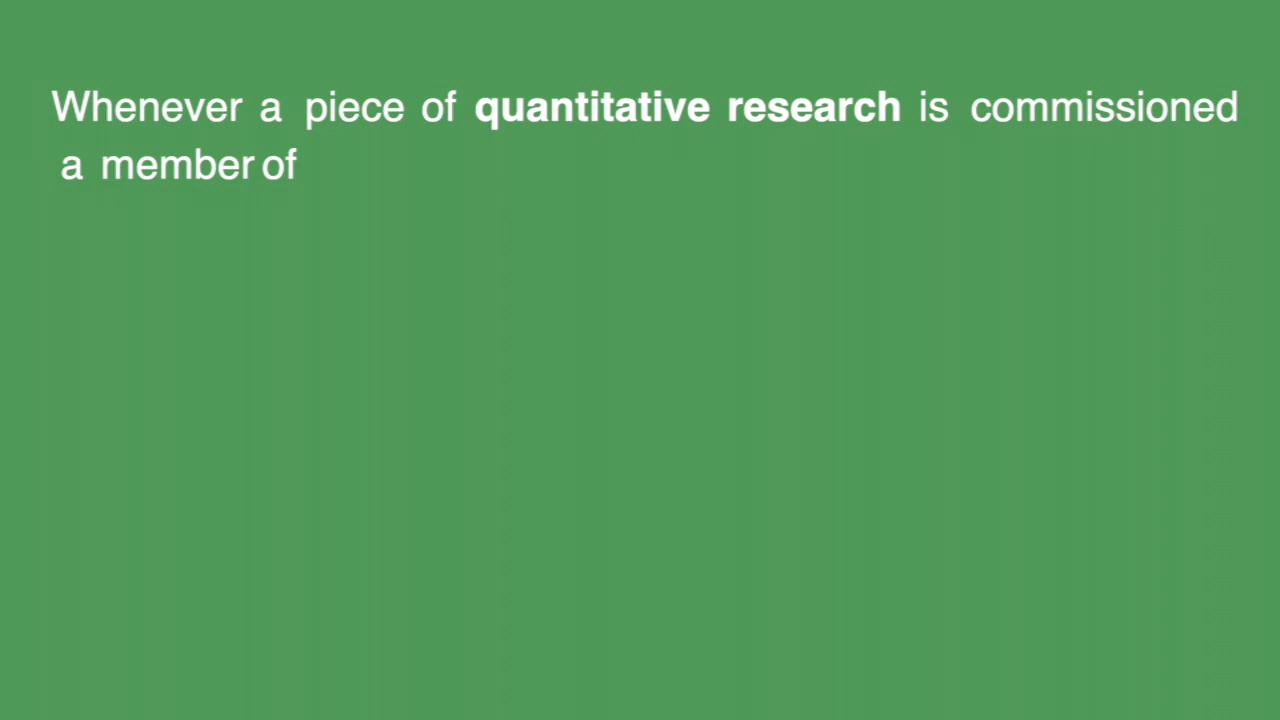 Whenever a piece of quantitative research is commissioned
a member of